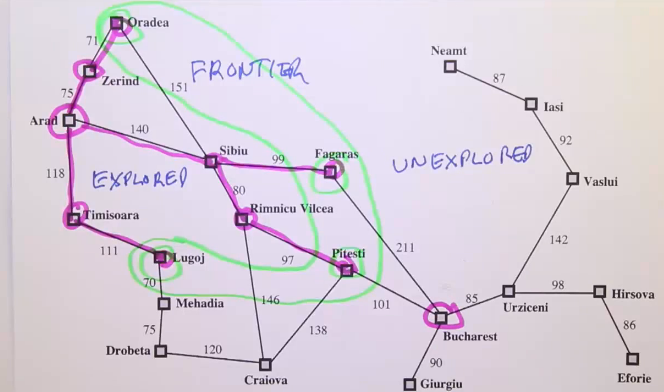 Oradea
71
Neamt
87
Zerind
FRONTIER
151
75
Iasi
Arad
140
92
Sibiu
99
Fagaras
UNEXPLORED
118
EXPLORED
80
Vaslui
Timisoara
Rimnicu Vilcea
111
97
Pitesti
211
142
Lugoj
70
146
101
85
98
Hirsova
Mehadia
Urziceni
75
138
Bucharest
86
Drobeta
120
90
Craiova
Giurgiu
Eforie